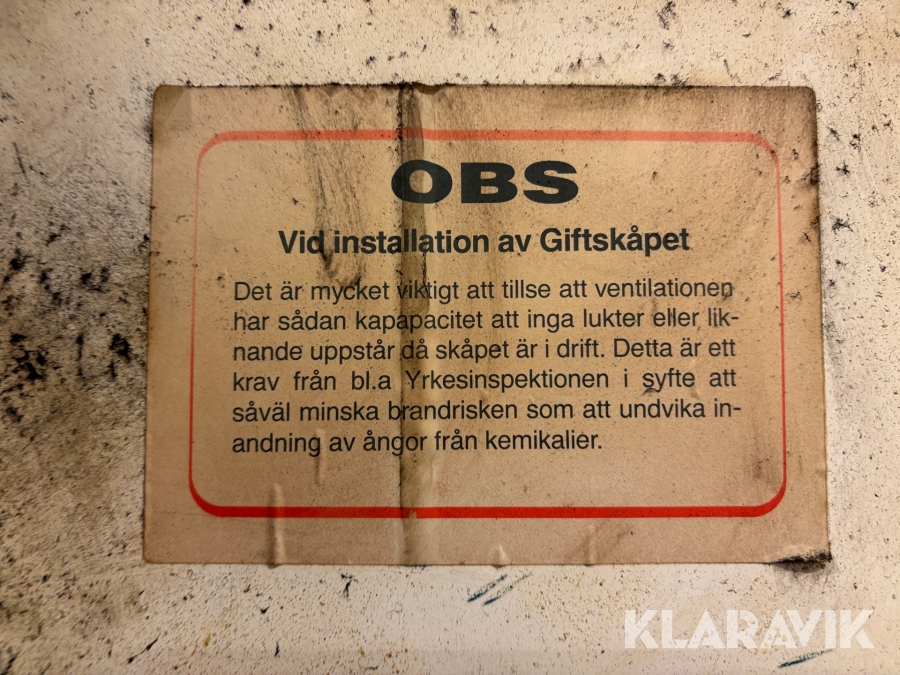 OBS
Vid installation av Giftskåpet
Det är mycket viktigt att tillse att ventilationen
har sådan kapapacitet att inga lukter eller lik-
nande uppstår då skåpet är i drift. Detta är ett
krav från bl.a Yrkesinspektionen i syfte att
såväl minska brandrisken som att undvika in-
andning av ångor från kemikalier.
KLARAVIK